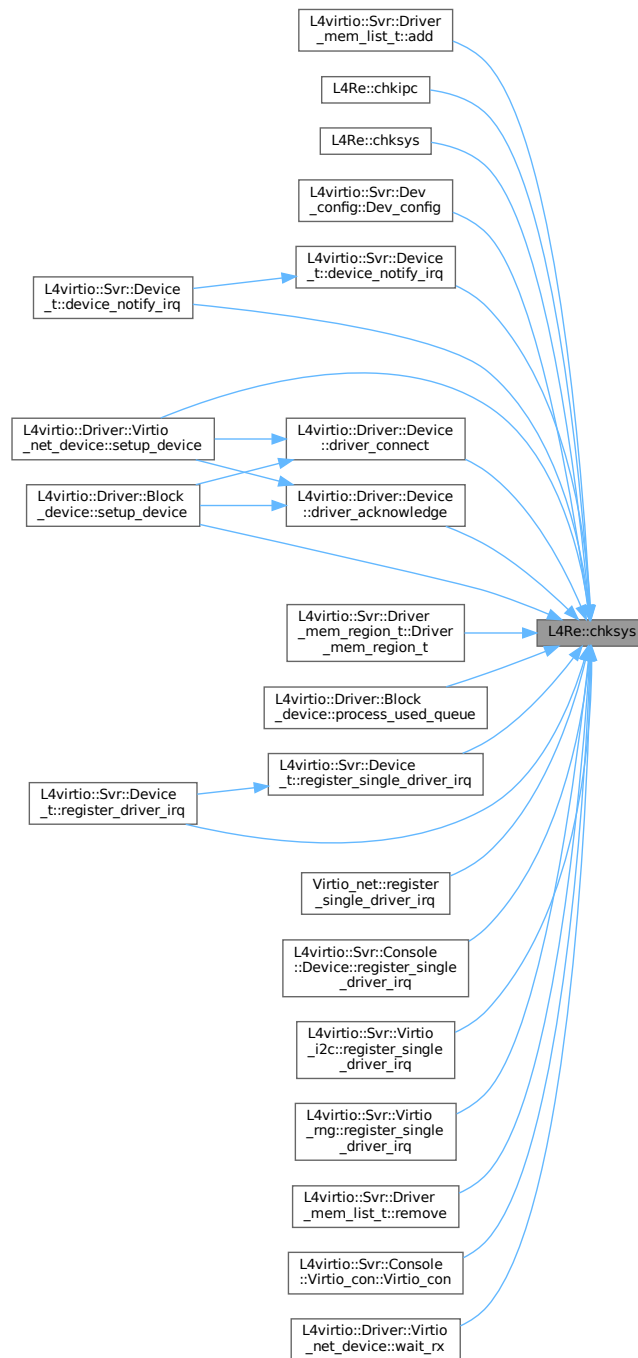 L4virtio::Svr::Driver
_mem_list_t::add
L4Re::chkipc
L4Re::chksys
L4virtio::Svr::Dev
_config::Dev_config
L4virtio::Svr::Device
_t::device_notify_irq
L4virtio::Svr::Device
_t::device_notify_irq
L4virtio::Driver::Virtio
_net_device::setup_device
L4virtio::Driver::Device
::driver_connect
L4virtio::Driver::Block
_device::setup_device
L4virtio::Driver::Device
::driver_acknowledge
L4virtio::Svr::Driver
_mem_region_t::Driver
_mem_region_t
L4Re::chksys
L4virtio::Driver::Block
_device::process_used_queue
L4virtio::Svr::Device
_t::register_single_driver_irq
L4virtio::Svr::Device
_t::register_driver_irq
Virtio_net::register
_single_driver_irq
L4virtio::Svr::Console
::Device::register_single
_driver_irq
L4virtio::Svr::Virtio
_i2c::register_single
_driver_irq
L4virtio::Svr::Virtio
_rng::register_single
_driver_irq
L4virtio::Svr::Driver
_mem_list_t::remove
L4virtio::Svr::Console
::Virtio_con::Virtio_con
L4virtio::Driver::Virtio
_net_device::wait_rx